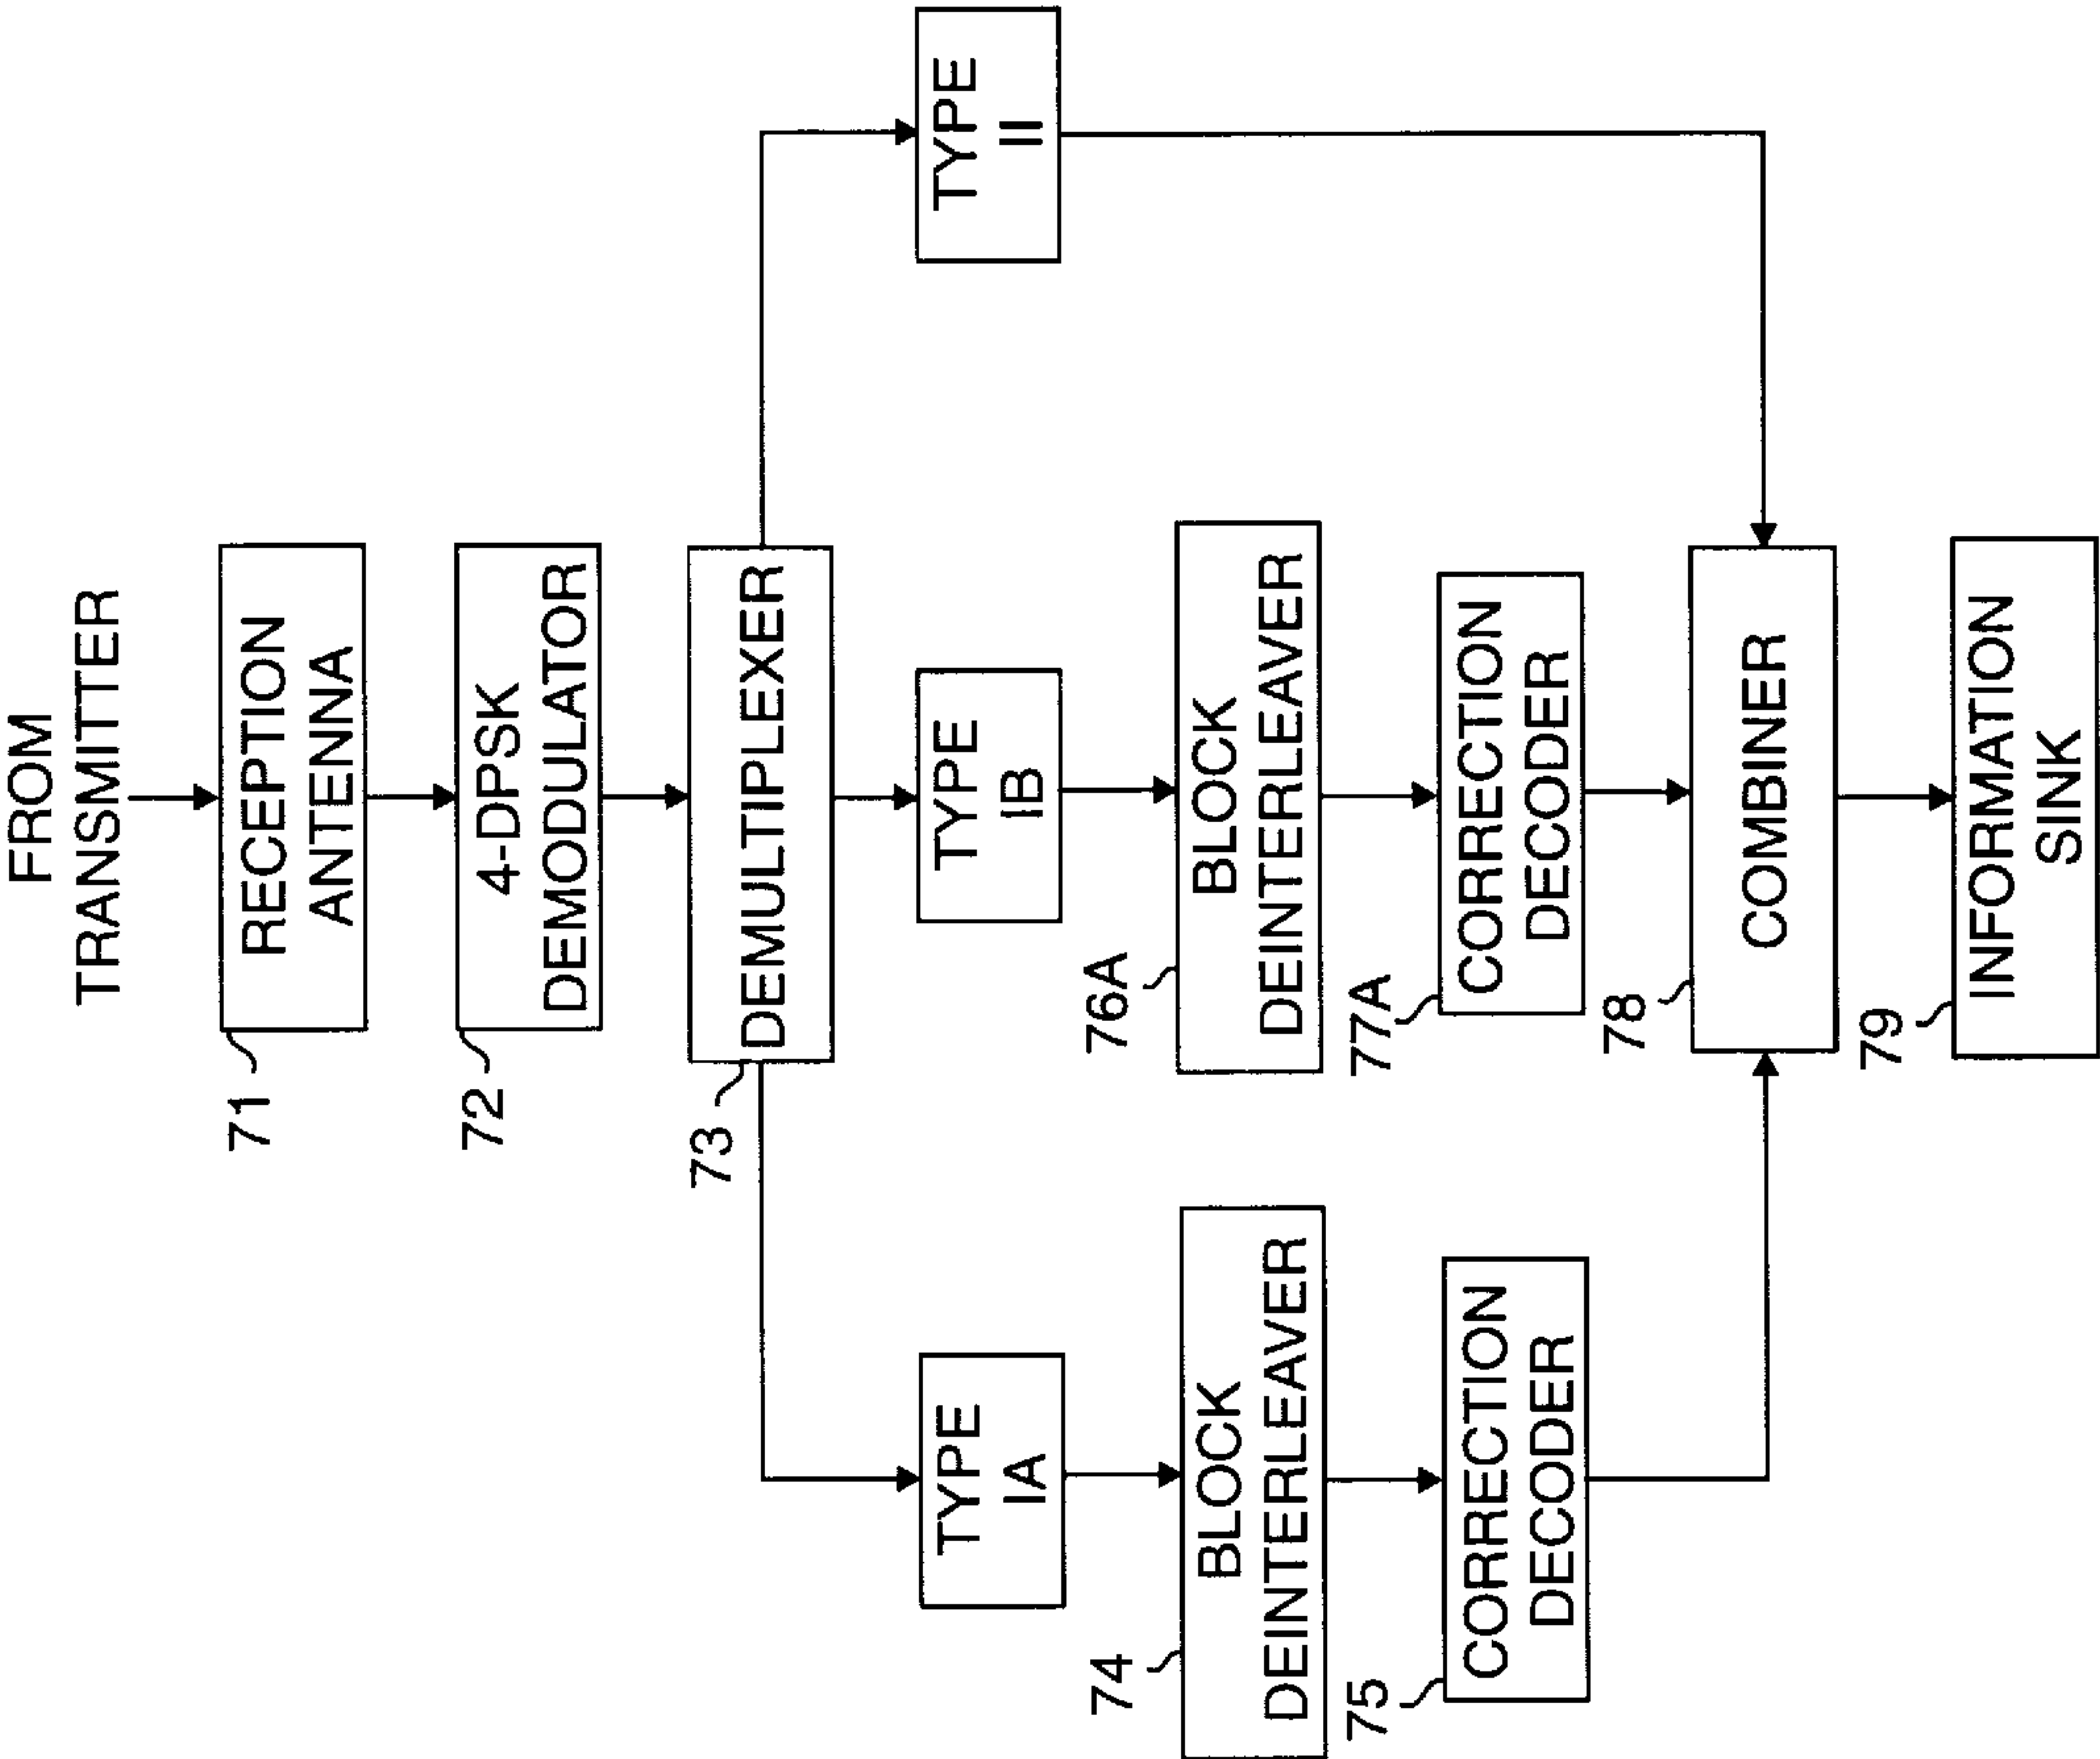 FROM
TRANSMITTER
71
RECEPTION
ANTENNA
72
4-DPSK
DEMODULATOR
73
DEMULTIPLEXER
TYPE
IA
TYPE
IB
TYPE
II
74
BLOCK
DEINTERLEAVER
76A
BLOCK
DEINTERLEAVER
75
CORRECTION
DECODER
77A
CORRECTION
DECODER
78
COMBINER
79
INFORMATION
SINK